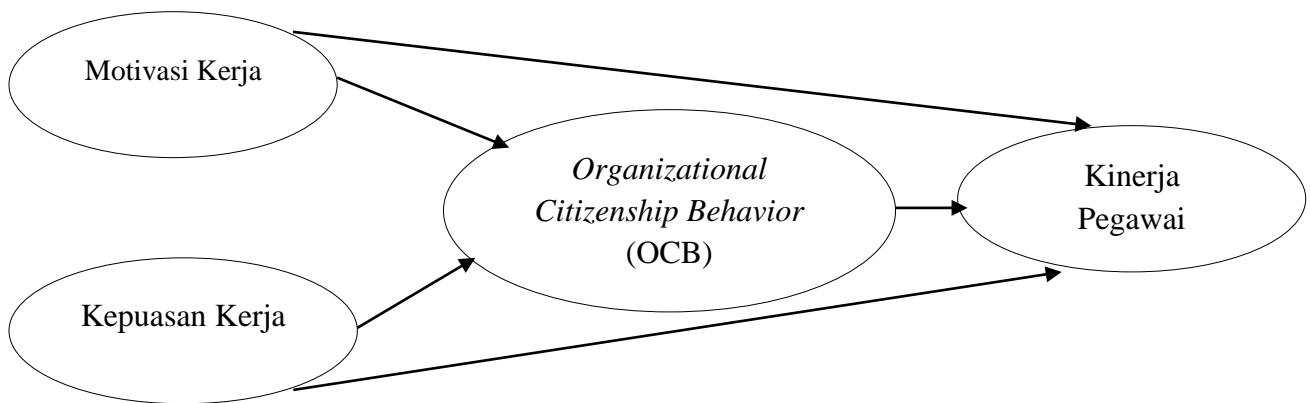 Motivasi Kerja
Organizational
Citizenship Behavior
(OCB)
Kinerja
Pegawai
Kepuasan Kerja